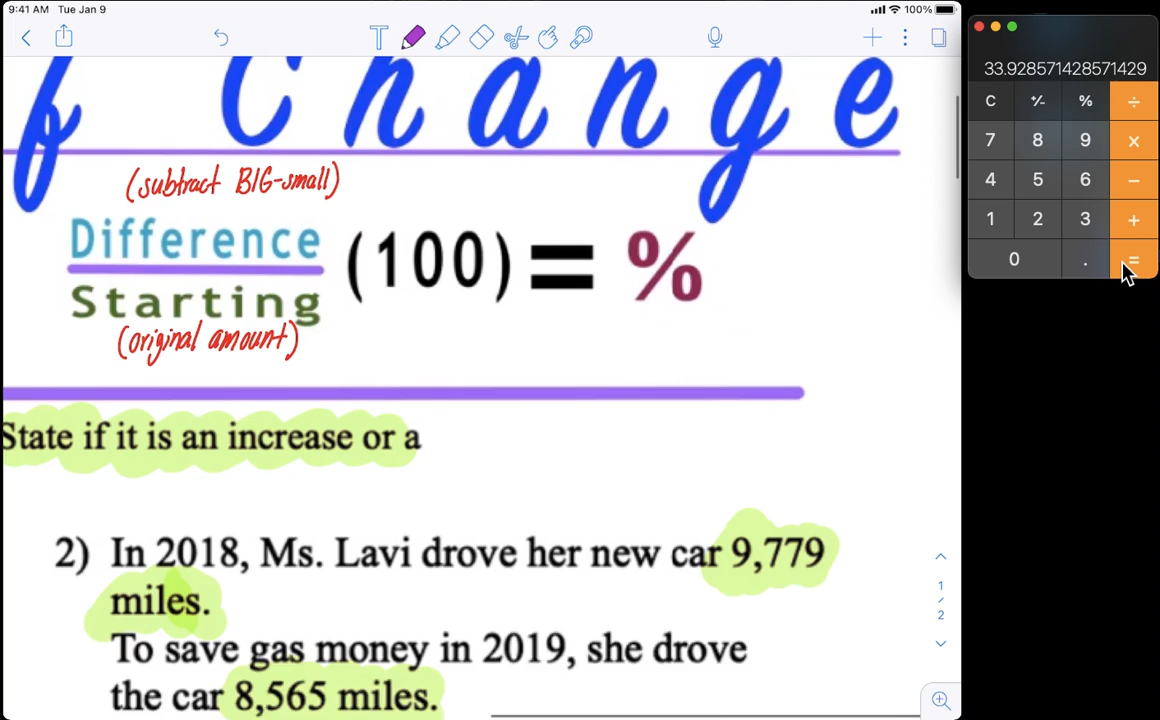 9:41 AM Tue Jan 9
100%
f Change
(subtract BIG-small)
Difference
(100) = %
Starting
(original amount)
State if it is an increase or a
2) In 2018, Ms. Lavi drove her new car 9,779
miles.
To save gas money in 2019, she drove
the car 8,565 miles.
1
2
33.928571428571429
C +/- % ÷
7 8 9 ×
4 5 6 −
1 2 3 +
0 . =